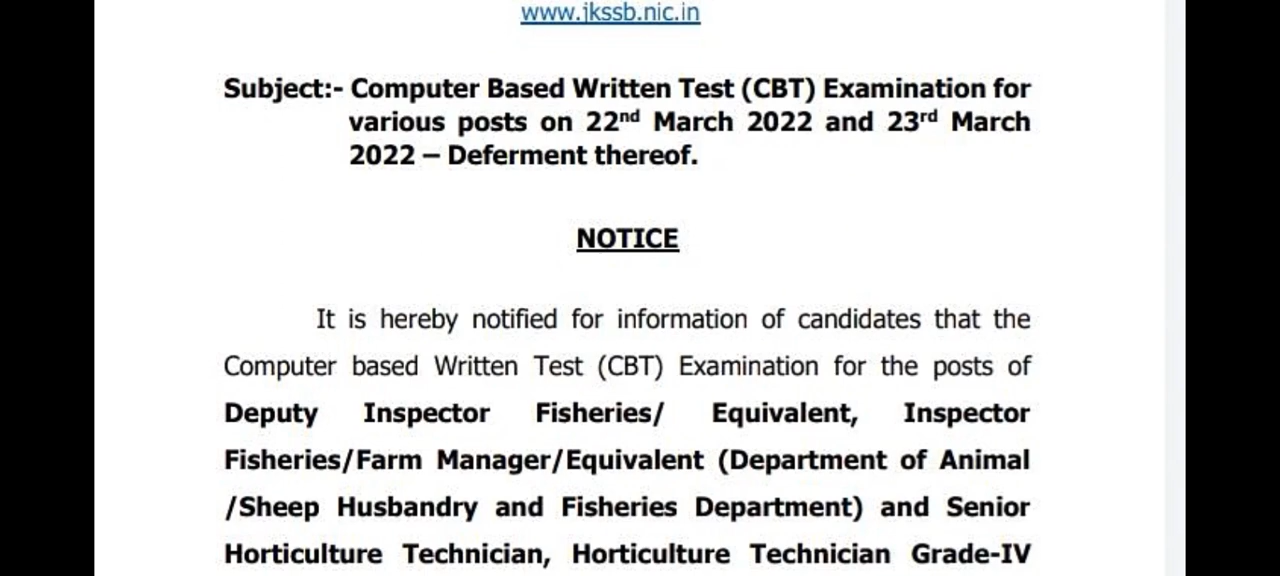 www.jkssb.nic.in
Subject:- Computer Based Written Test (CBT) Examination for
various posts on 22nd March 2022 and 23rd March
2022 – Deferment thereof.
NOTICE
It is hereby notified for information of candidates that the
Computer based Written Test (CBT) Examination for the posts of
Deputy Inspector Fisheries/ Equivalent, Inspector
Fisheries/Farm Manager/Equivalent (Department of Animal
/Sheep Husbandry and Fisheries Department) and Senior
Horticulture Technician, Horticulture Technician Grade-IV